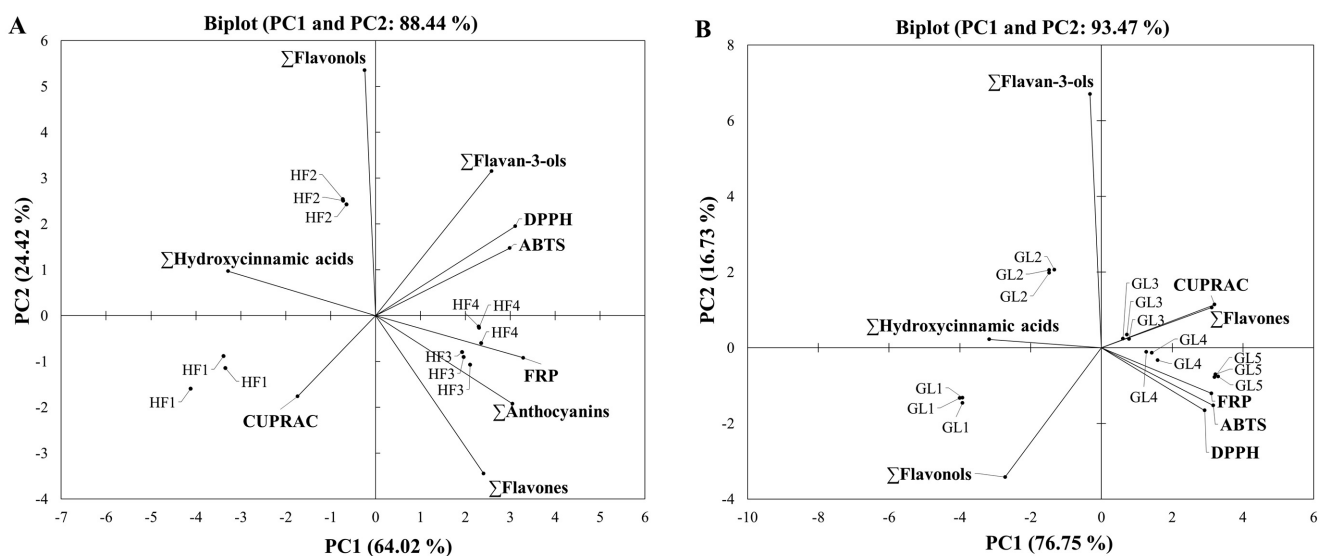 A
Biplot (PC1 and PC2: 88.44 %)
6
5
4
3
2
1
0
-1
-2
-3
-4
PC2 (24.42 %)
∑Flavonols
∑Flavan-3-ols
HF2
HF2
HF2
DPPH
ABTS
∑Hydroxycinnamic acids
HF4
HF4
HF4
HF3
HF3
HF3
FRP
HF1
HF1
HF1
∑Anthocyanins
CUPRAC
∑Flavones
-7 -6 -5 -4 -3 -2 -1 0 1 2 3 4 5 6
PC1 (64.02 %)
B
Biplot (PC1 and PC2: 93.47 %)
8
6
4
2
0
-2
-4
PC2 (16.73 %)
∑Flavan-3-ols
GL2
GL2
GL2
GL3
GL3
GL3
CUPRAC
∑Flavones
∑Hydroxycinnamic acids
GL4
GL4
GL4
GL5
GL5
GL5
GL1
GL1
GL1
FRP
ABTS
DPPH
∑Flavonols
-10 -8 -6 -4 -2 0 2 4 6
PC1 (76.75 %)